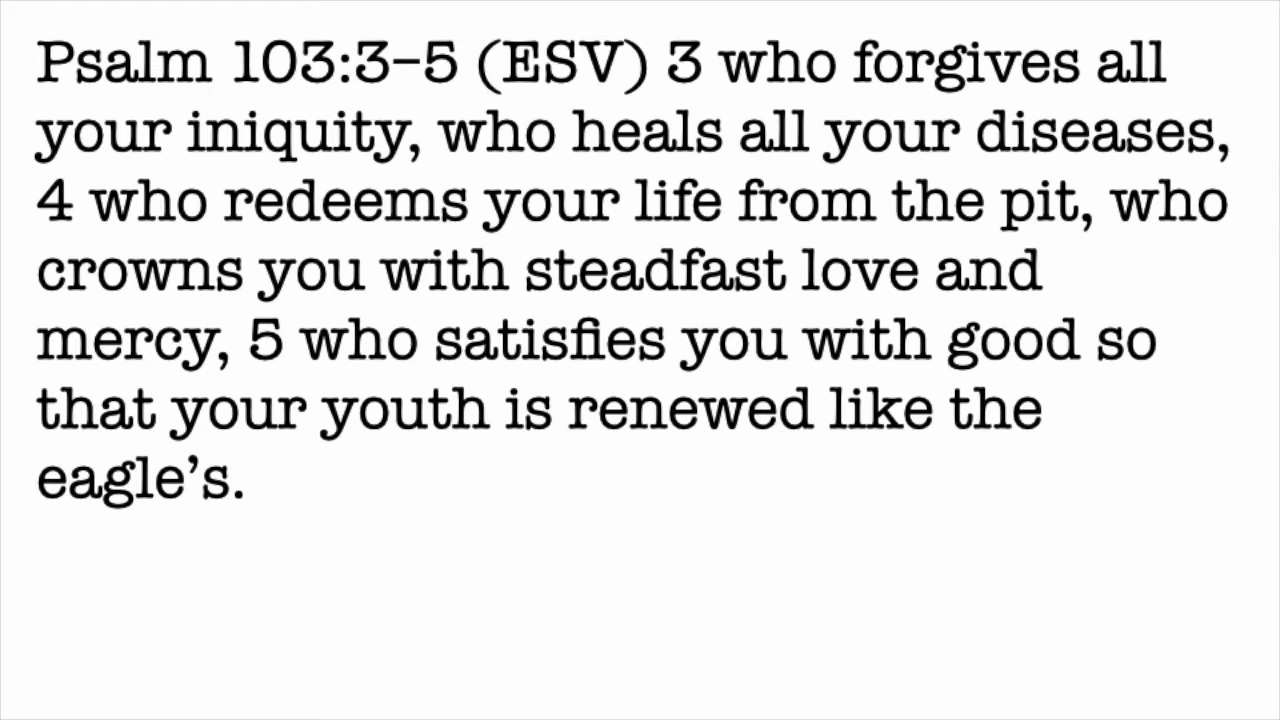 Psalm 103:3–5 (ESV) 3 who forgives all
your iniquity, who heals all your diseases,
4 who redeems your life from the pit, who
crowns you with steadfast love and
mercy, 5 who satisfies you with good so
that your youth is renewed like the
eagle’s.